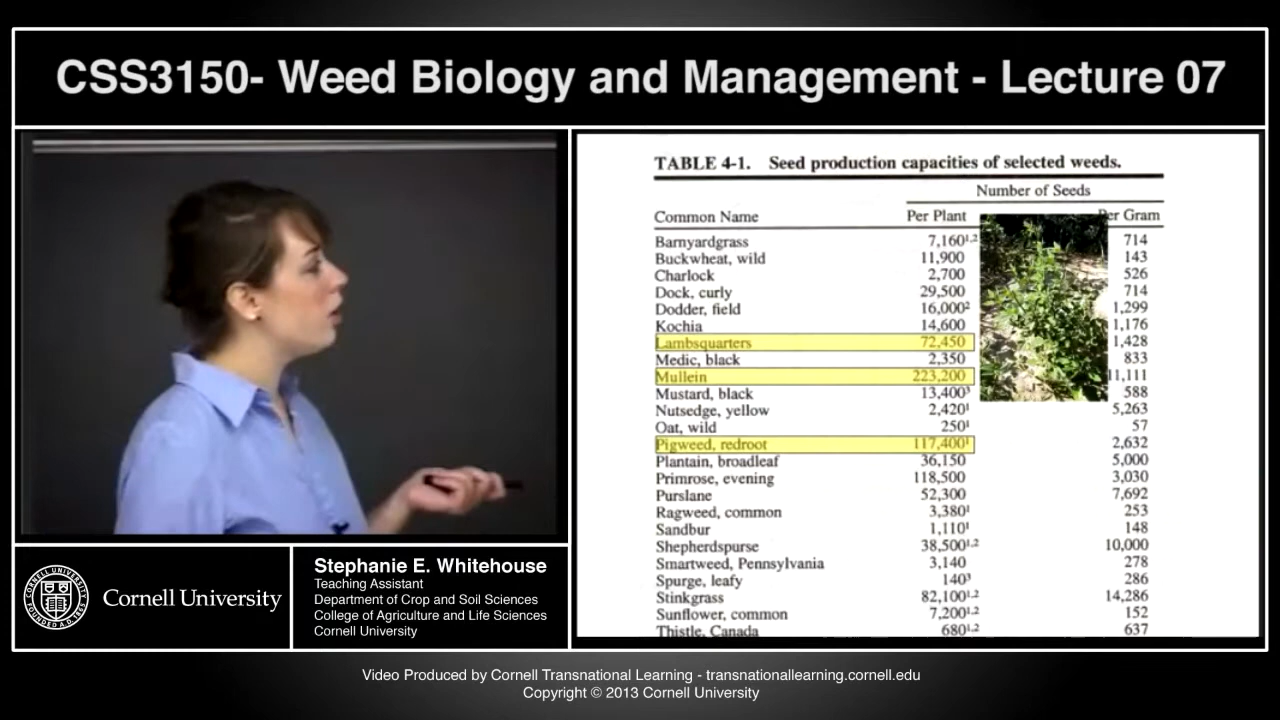 CSS3150- Weed Biology and Management - Lecture 07
TABLE 4-1. Seed production capacities of selected weeds.
Number of Seeds
Common Name Per Plant Per Gram
Barnyardgrass 7,160¹·² 714
Buckwheat, wild 11,900 143
Charlock 2,700 526
Dock, curly 29,500 714
Dodder, field 16,000² 1,299
Kochia 14,600 1,176
Lambsquarters 72,450 1,428
Medic, black 2,350 833
Mullein 223,200 11,111
Mustard, black 13,400³ 588
Nutsedge, yellow 2,420¹ 5,263
Oat, wild 250¹ 57
Pigweed, redroot 117,400¹ 2,632
Plantain, broadleaf 36,150 5,000
Primrose, evening 118,500 3,030
Purslane 52,300 7,692
Ragweed, common 3,380¹ 253
Sandbur 1,110¹ 148
Shepherdspurse 38,500¹·² 10,000
Smartweed, Pennsylvania 3,140 278
Spurge, leafy 140³ 286
Stinkgrass 82,100¹·² 14,286
Sunflower, common 7,200¹·² 152
Thistle, Canada 680¹·² 637
Cornell University
Stephanie E. Whitehouse
Teaching Assistant
Department of Crop and Soil Sciences
College of Agriculture and Life Sciences
Cornell University
Video Produced by Cornell Transnational Learning - transnationallearning.cornell.edu
Copyright © 2013 Cornell University